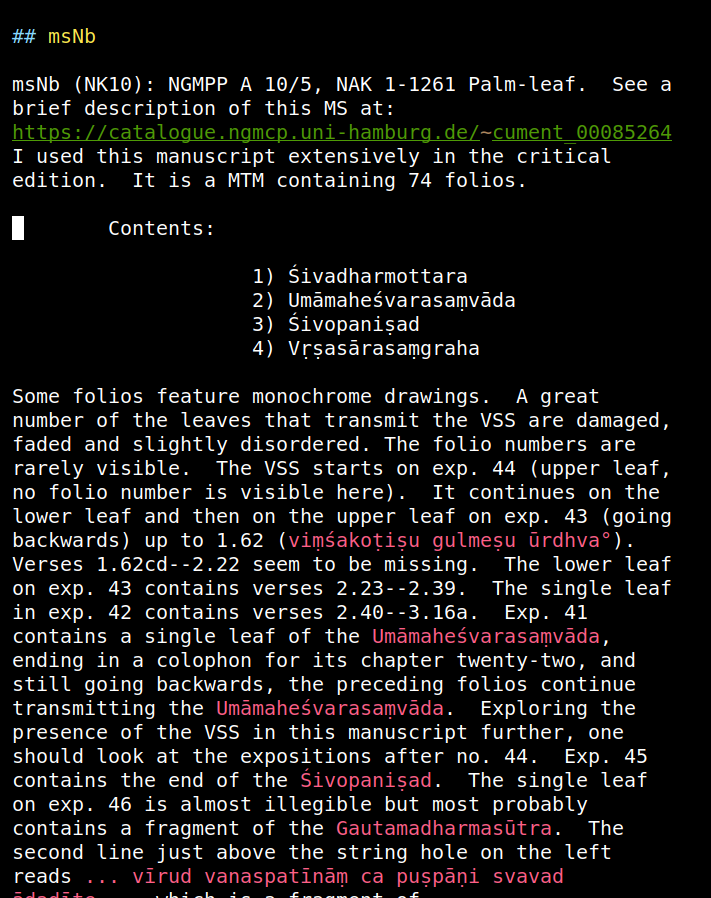 ## msNb
msNb (NK10): NGMPP A 10/5, NAK 1-1261 Palm-leaf.  See a
brief description of this MS at:
https://catalogue.ngmcp.uni-hamburg.de/~cument_00085264
I used this manuscript extensively in the critical
edition.  It is a MTM containing 74 folios.
Contents:
1) Śivadharmottara
2) Umāmaheśvarasaṃvāda
3) Śivopaniṣad
4) Vṛṣasārasaṃgraha
Some folios feature monochrome drawings.  A great
number of the leaves that transmit the VSS are damaged,
faded and slightly disordered. The folio numbers are
rarely visible.  The VSS starts on exp. 44 (upper leaf,
no folio number is visible here).  It continues on the
lower leaf and then on the upper leaf on exp. 43 (going
backwards) up to 1.62 (viṃśakoṭiṣu gulmeṣu ūrdhva°).
Verses 1.62cd--2.22 seem to be missing.  The lower leaf
on exp. 43 contains verses 2.23--2.39.  The single leaf
in exp. 42 contains verses 2.40--3.16a.  Exp. 41
contains a single leaf of the Umāmaheśvarasaṃvāda,
ending in a colophon for its chapter twenty-two, and
still going backwards, the preceding folios continue
transmitting the Umāmaheśvarasaṃvāda.  Exploring the
presence of the VSS in this manuscript further, one
should look at the expositions after no. 44.  Exp. 45
contains the end of the Śivopaniṣad.  The single leaf
on exp. 46 is almost illegible but most probably
contains a fragment of the Gautamadharmasūtra.  The
second line just above the string hole on the left
reads ... vīrud vanaspatīnāṃ ca puṣpāṇi svavad
which is a fragment of